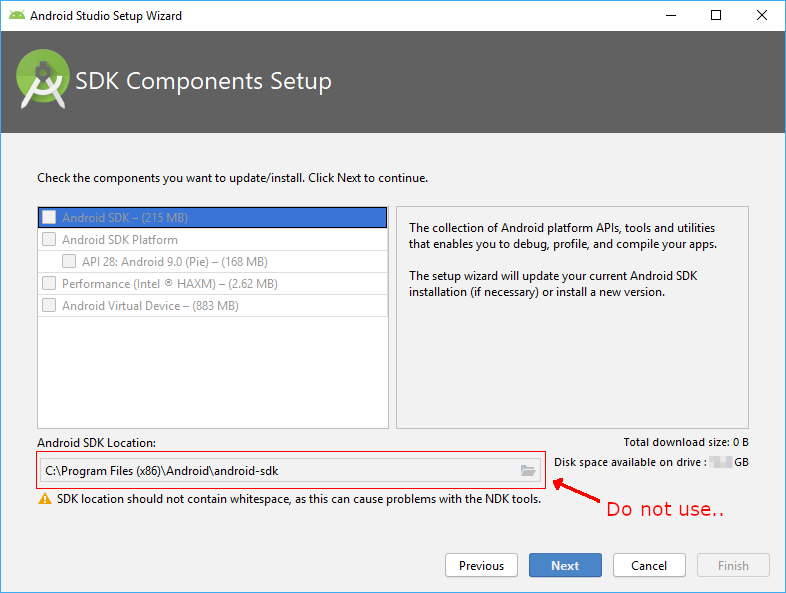 Android Studio Setup Wizard
SDK Components Setup
Check the components you want to update/install. Click Next to continue.
Android SDK – (215 MB)
Android SDK Platform
API 28: Android 9.0 (Pie) – (168 MB)
Performance (Intel ® HAXM) – (2.62 MB)
Android Virtual Device – (883 MB)
The collection of Android platform APIs, tools and utilities
that enables you to debug, profile, and compile your apps.
The setup wizard will update your current Android SDK
installation (if necessary) or install a new version.
Android SDK Location:
Total download size: 0 B
C:\Program Files (x86)\Android\android-sdk
Disk space available on drive : GB
SDK location should not contain whitespace, as this can cause problems with the NDK tools.
Do not use..
Previous
Next
Cancel
Finish